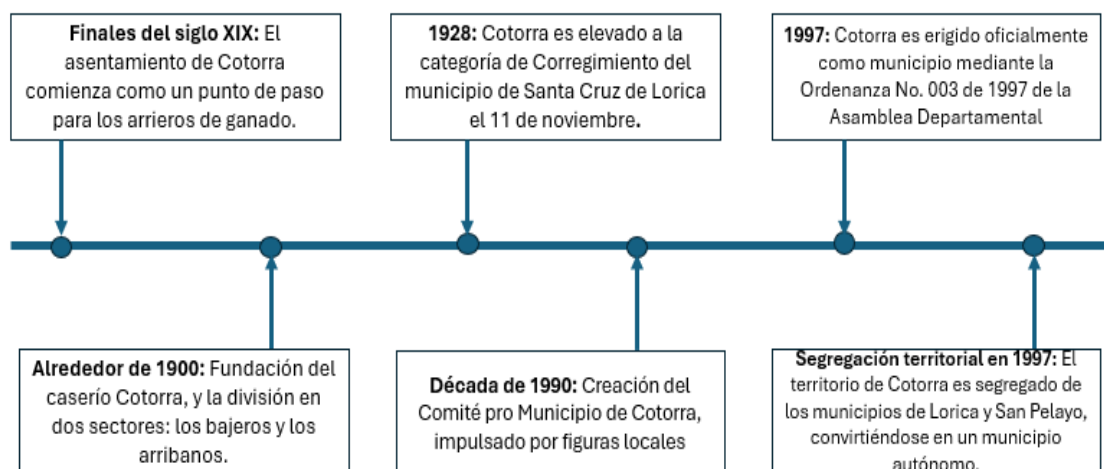 Finales del siglo XIX: El
asentamiento de Cotorra
comienza como un punto de paso
para los arrieros de ganado.
1928: Cotorra es elevado a la
categoría de Corregimiento del
municipio de Santa Cruz de Lorica
el 11 de noviembre.
1997: Cotorra es erigido oficialmente
como municipio mediante la
Ordenanza No. 003 de 1997 de la
Asamblea Departamental
Alrededor de 1900: Fundación del
caserío Cotorra, y la división en
dos sectores: los bajeros y los
arribanos.
Década de 1990: Creación del
Comité pro Municipio de Cotorra,
impulsado por figuras locales
Segregación territorial en 1997: El
territorio de Cotorra es segregado de
los municipios de Lorica y San Pelayo,
convirtiéndose en un municipio
autónomo.